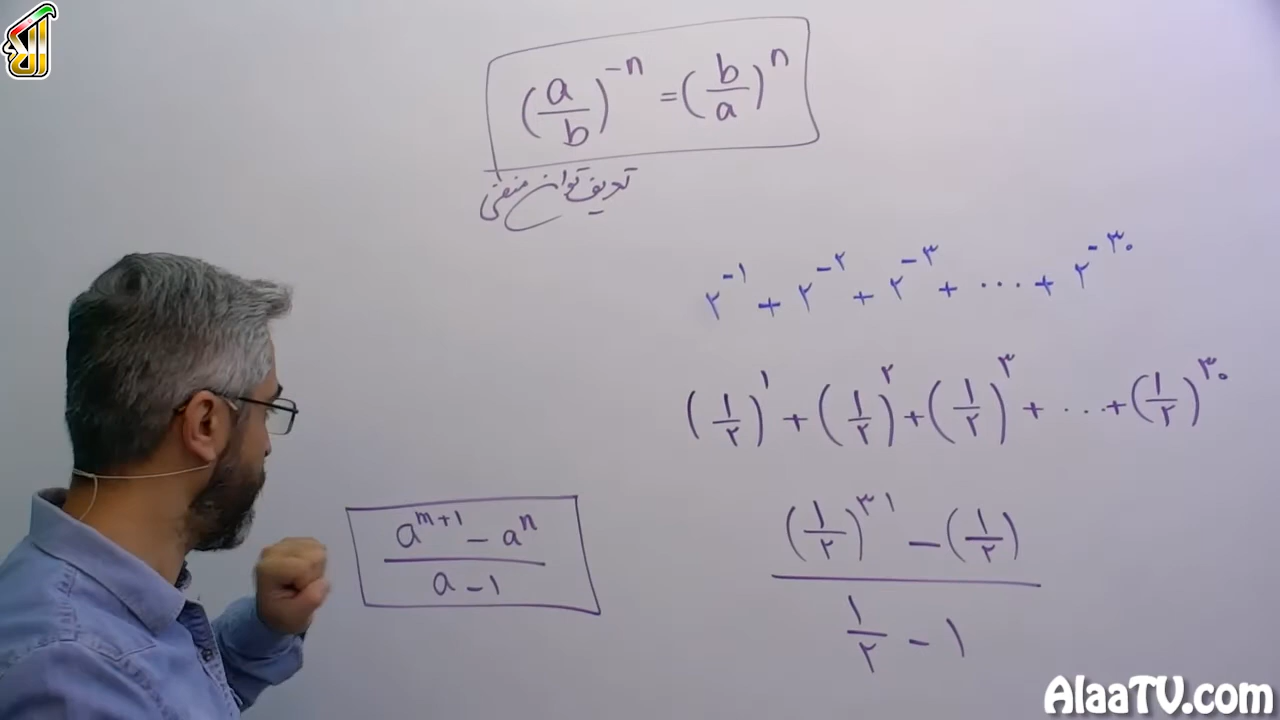 (a/b)^-n = (b/a)^n
تعریف توان منفی
۲^-۱ + ۲^-۲ + ۲^-۳ + ... + ۲^-۳۰
(۱/۲)^۱ + (۱/۲)^۲ + (۱/۲)^۳ + ... + (۱/۲)^۳۰
((۱/۲)^۳۱ - (۱/۲)) / (۱/۲ - ۱)
(a^m+1 - a^n) / (a - 1)
AlaaTV.com